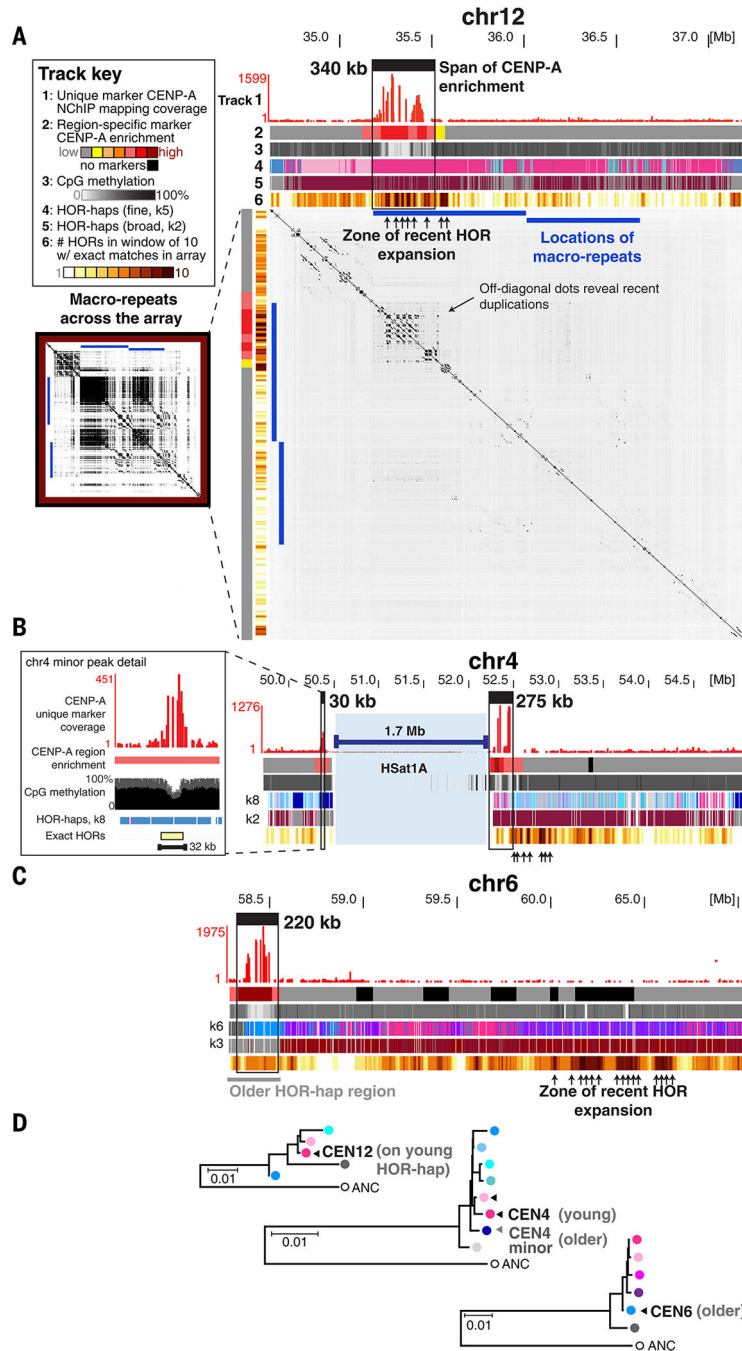 A
chr12
35.0 35.5 36.0 36.5 37.0 [Mb]
Track key
1: Unique marker CENP-A
NChIP mapping coverage
2: Region-specific marker
CENP-A enrichment
low high
no markers
3: CpG methylation
0 100%
4: HOR-haps (fine, k5)
5: HOR-haps (broad, k2)
6: # HORs in window of 10
w/ exact matches in array
1 10
340 kb
Span of CENP-A
enrichment
1599
Track 1
1
2
3
4
5
6
Zone of recent HOR
expansion
Locations of
macro-repeats
Off-diagonal dots reveal recent
duplications
Macro-repeats
across the array
B
chr4
50.0 50.5 51.0 51.5 52.0 52.5 53.0 53.5 54.0 54.5 [Mb]
chr4 minor peak detail
451
CENP-A
unique marker
coverage
1
CENP-A region
enrichment
100%
CpG methylation
0
HOR-haps, k8
Exact HORs
32 kb
1276
1
30 kb
275 kb
1.7 Mb
HSat1A
k8
k2
C
chr6
58.5 59.0 59.5 60.0 65.0 [Mb]
220 kb
1975
1
k6
k3
Older HOR-hap region
Zone of recent HOR
expansion
D
CEN12 (on young
HOR-hap)
0.01
ANC
CEN4 (young)
CEN4 (older)
minor
0.01
ANC
CEN6 (older)
0.01
ANC